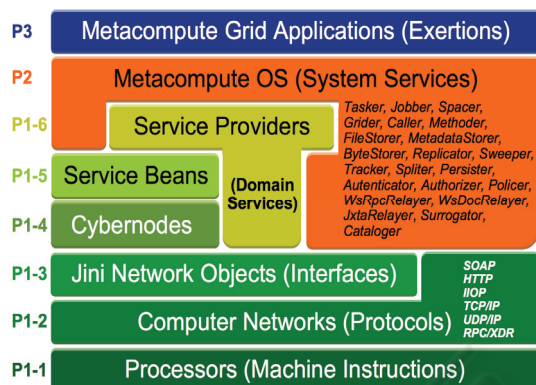 P3 Metacompute Grid Applications (Exertions)
P2 Metacompute OS (System Services)
P1-6 Service Providers
Tasker, Jobber, Spacer,
Grider, Caller, Methoder,
FileStorer, MetadataStorer,
ByteStorer, Replicator, Sweeper,
Tracker, Spliter, Persister,
Autenticator, Authorizer, Policer,
WsRpcRelayer, WsDocRelayer,
JxtaRelayer, Surrogator,
Cataloger
P1-5 Service Beans
(Domain
Services)
P1-4 Cybernodes
P1-3 Jini Network Objects (Interfaces)
SOAP
HTTP
IIOP
TCP/IP
UDP/IP
RPC/XDR
P1-2 Computer Networks (Protocols)
P1-1 Processors (Machine Instructions)